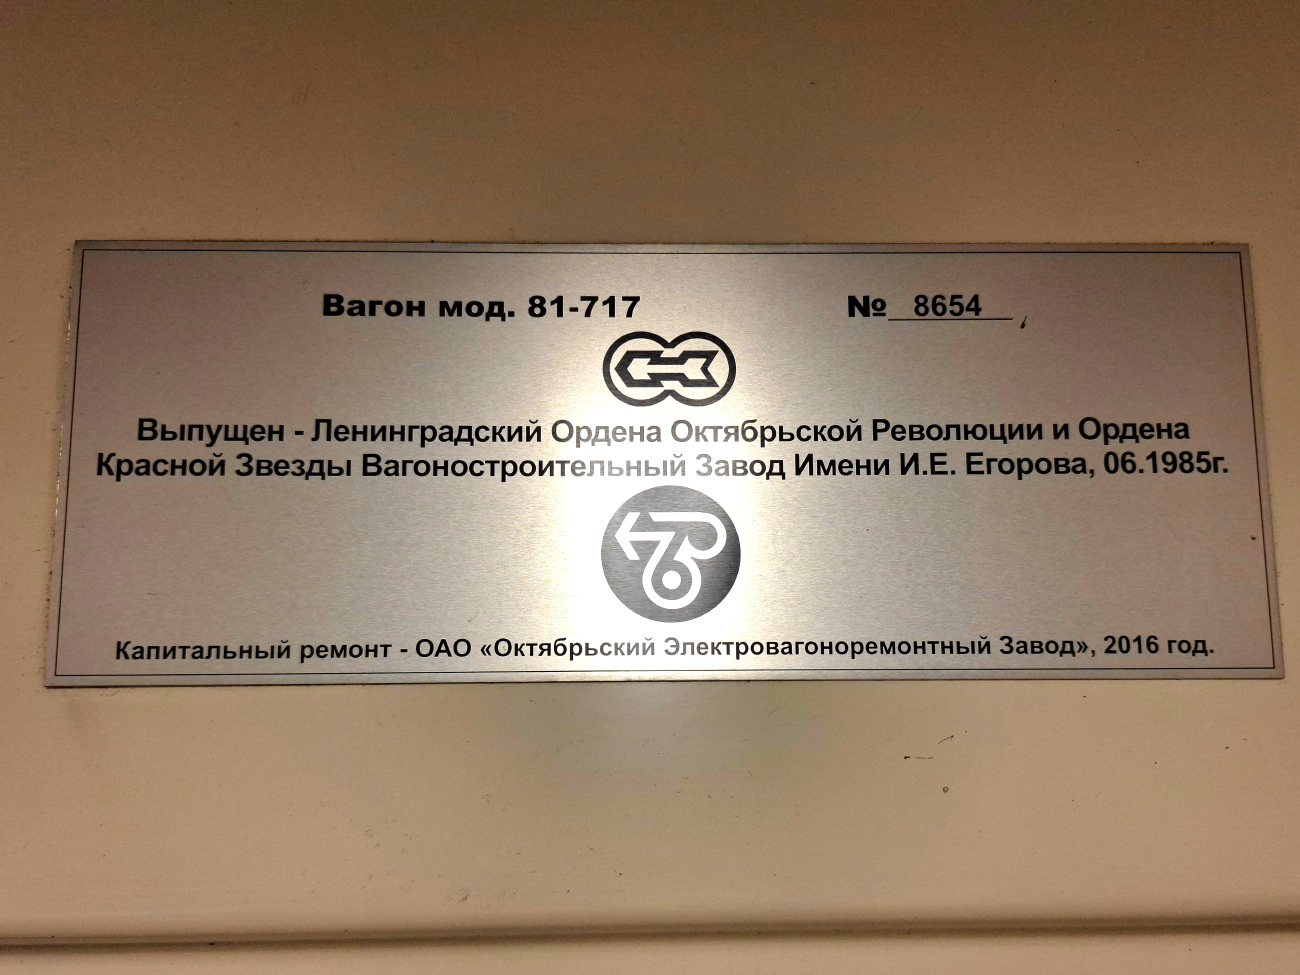 Вагон мод. 81-717 № 8654
Выпущен - Ленинградский Ордена Октябрьской Революции и Ордена
Красной Звезды Вагоностроительный Завод Имени И.Е. Егорова, 06.1985г.
Капитальный ремонт - ОАО «Октябрьский Электровагоноремонтный Завод», 2016 год.